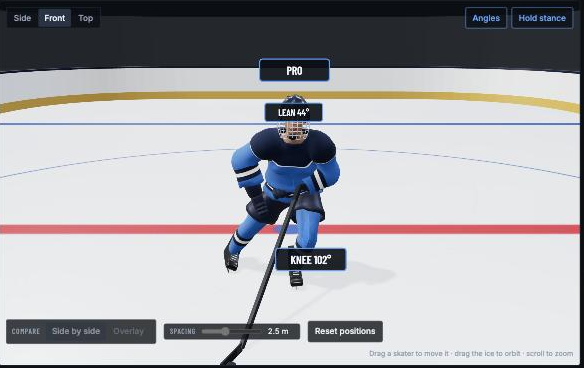 Side Front Top Angles Hold stance
PRO
LEAN 44°
KNEE 102°
COMPARE Side by side Overlay SPACING 2.5 m Reset positions
Drag a skater to move it · drag the ice to orbit · scroll to zoom